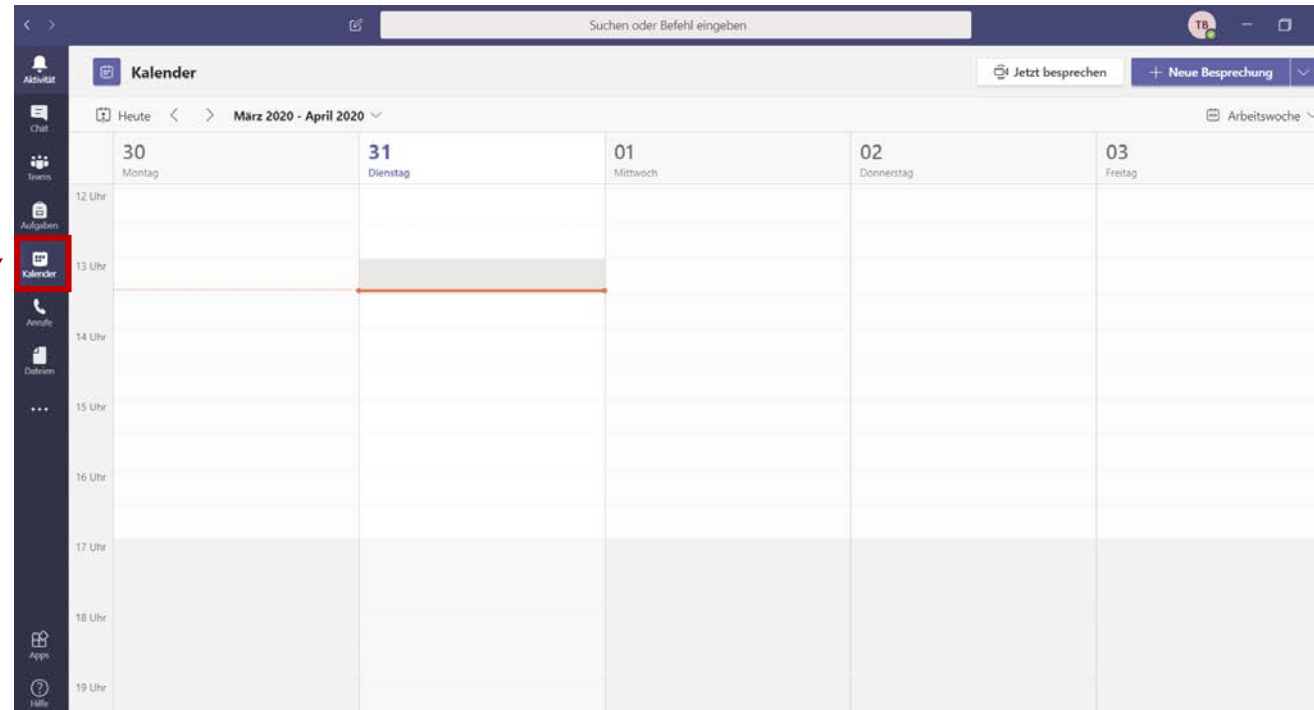 Suchen oder Befehl eingeben
TB
Aktivität
Kalender
Jetzt besprechen
+ Neue Besprechung
Chat
Heute
März 2020 - April 2020
Arbeitswoche
Teams
30
31
01
02
03
Montag
Dienstag
Mittwoch
Donnerstag
Freitag
Aufgaben
12 Uhr
Kalender
13 Uhr
Anrufe
14 Uhr
Dateien
15 Uhr
16 Uhr
17 Uhr
18 Uhr
Apps
19 Uhr
Hilfe